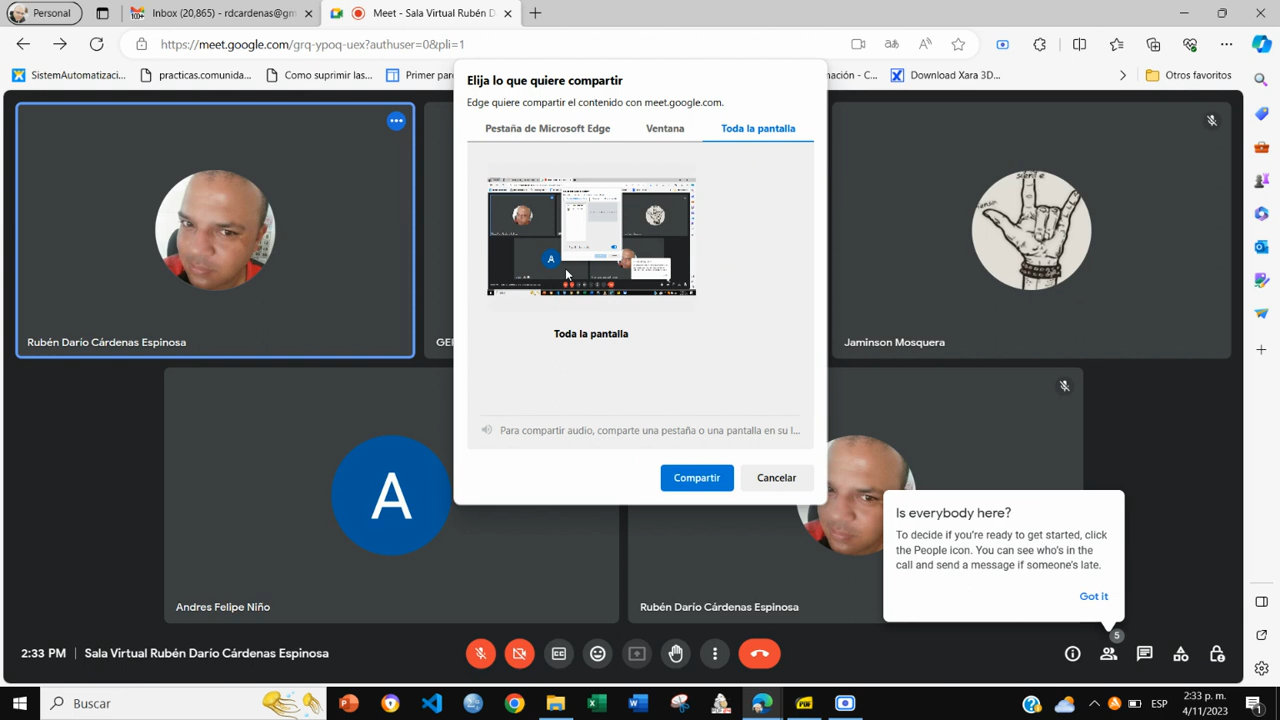 Personal
Inbox (20,865) - rdcardenas@gm
Meet - Sala Virtual Rubén D
https://meet.google.com/grq-ypoq-uex?authuser=0&pli=1
SistemAutomatizaci...
practicas.comunida...
Como suprimir las...
Primer par
nación - C...
Download Xara 3D...
Otros favoritos
Elija lo que quiere compartir
Edge quiere compartir el contenido con meet.google.com.
Pestaña de Microsoft Edge
Ventana
Toda la pantalla
Toda la pantalla
Para compartir audio, comparte una pestaña o una pantalla en su l...
Compartir
Cancelar
Rubén Darío Cárdenas Espinosa
GE
Jaminson Mosquera
A
Andres Felipe Niño
Rubén Darío Cárdenas Espinosa
Is everybody here?
To decide if you're ready to get started, click
the People icon. You can see who's in the
call and send a message if someone's late.
Got it
5
2:33 PM | Sala Virtual Rubén Darío Cárdenas Espinosa
Buscar
ESP
2:33 p. m.
4/11/2023
1